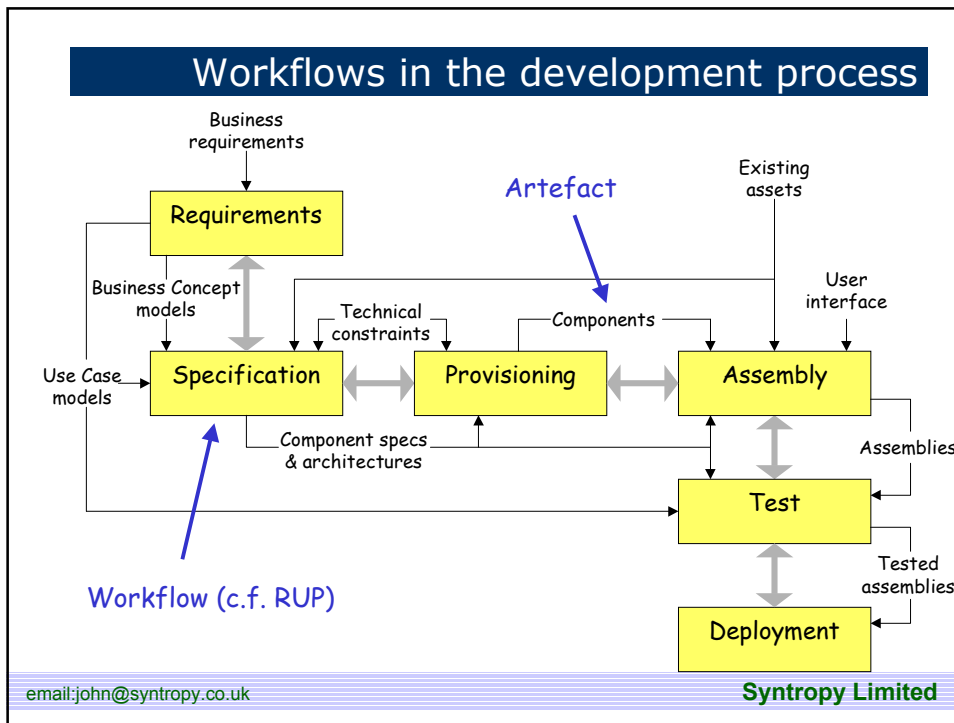 Workflows in the development process
Business
requirements
Existing
assets
Artefact
Requirements
Business Concept
models
Technical
constraints
Components
User
interface
Use Case
models
Specification
Provisioning
Assembly
Component specs
& architectures
Assemblies
Test
Workflow (c.f. RUP)
Tested
assemblies
Deployment
email:john@syntropy.co.uk
Syntropy Limited